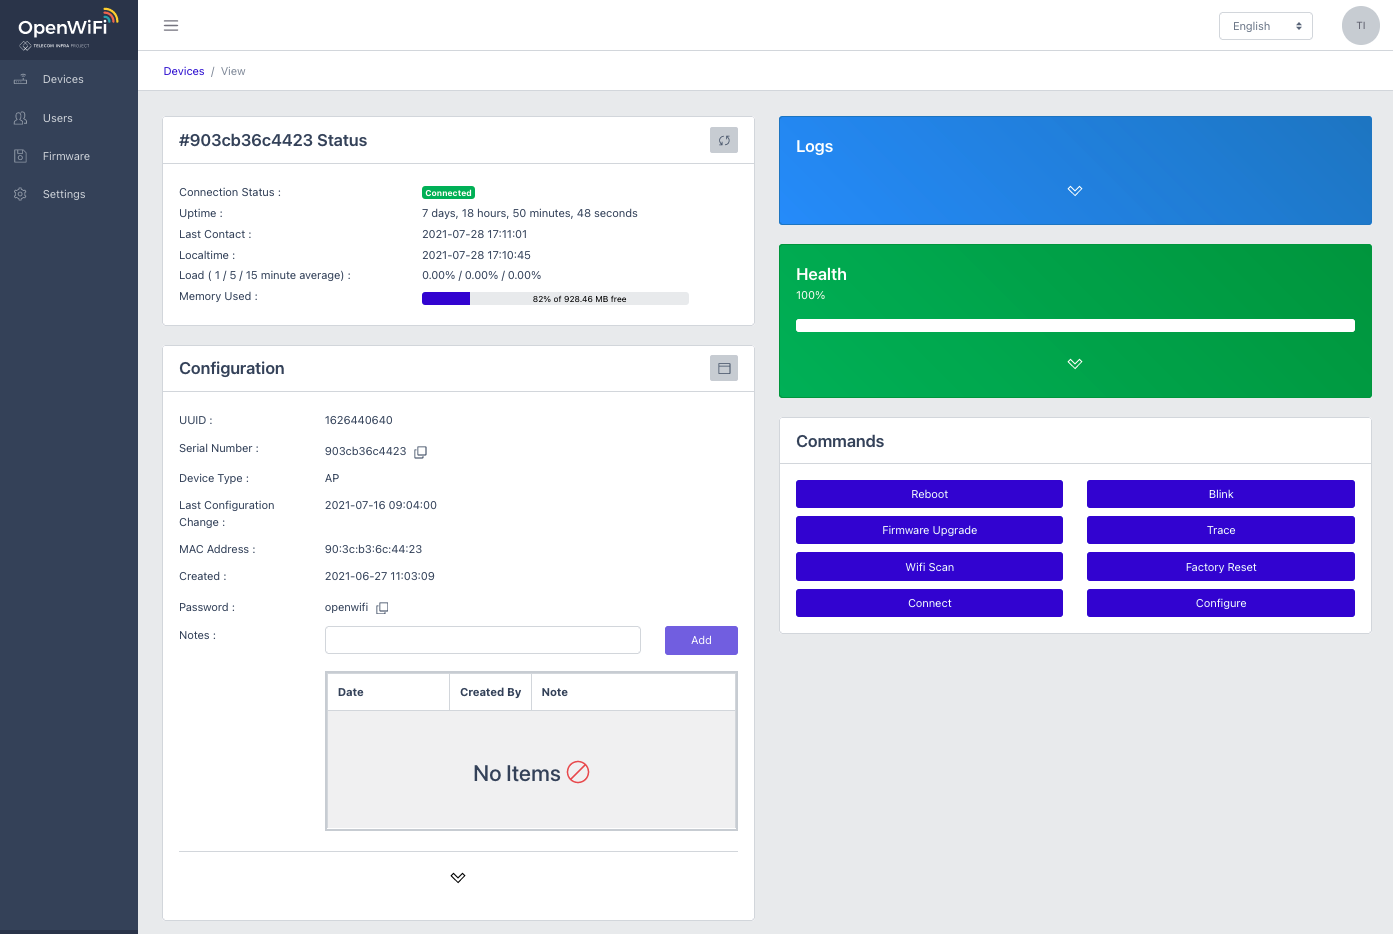 OpenWiFi
TELECOM INFRA PROJECT
English
TI
Devices
Users
Firmware
Settings
Devices / View
#903cb36c4423 Status
Connection Status : Connected
Uptime : 7 days, 18 hours, 50 minutes, 48 seconds
Last Contact : 2021-07-28 17:11:01
Localtime : 2021-07-28 17:10:45
Load ( 1 / 5 / 15 minute average) : 0.00% / 0.00% / 0.00%
Memory Used : 82% of 928.46 MB free
Configuration
UUID : 1626440640
Serial Number : 903cb36c4423
Device Type : AP
Last Configuration
Change : 2021-07-16 09:04:00
MAC Address : 90:3c:b3:6c:44:23
Created : 2021-06-27 11:03:09
Password : openwifi
Notes : Add
Date Created By Note
No Items
Logs
Health
100%
Commands
Reboot Blink
Firmware Upgrade Trace
Wifi Scan Factory Reset
Connect Configure